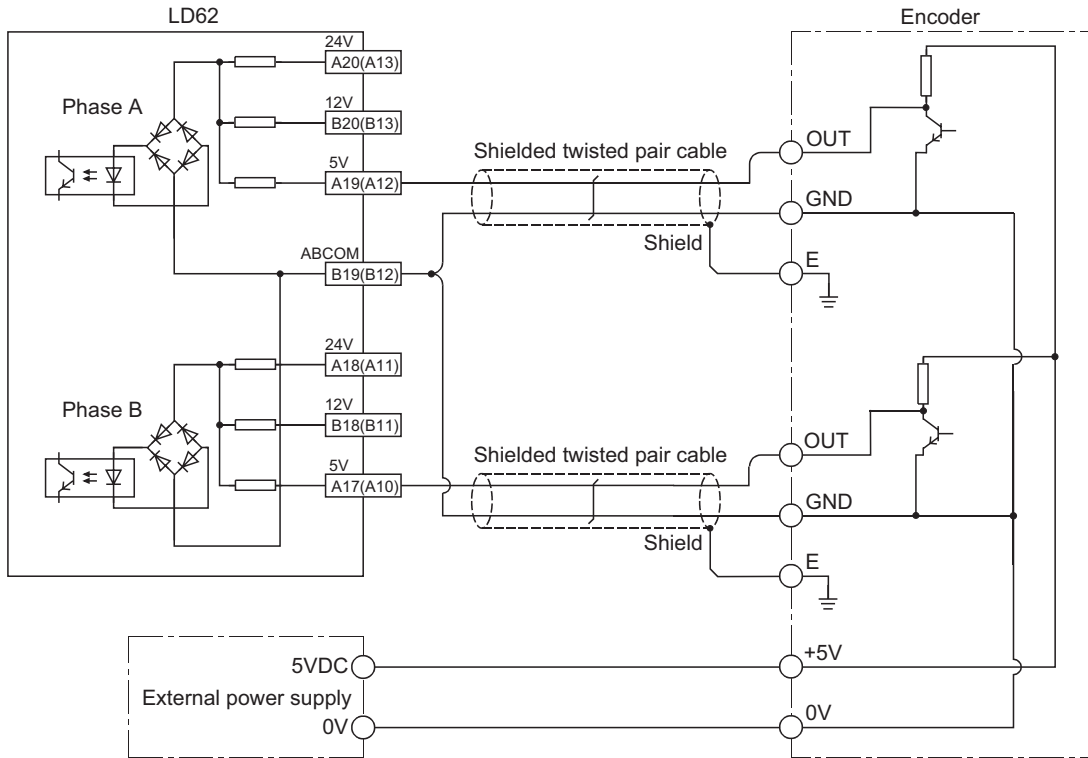 LD62
Encoder
24V
A20(A13)
12V
B20(B13)
Phase A
5V
A19(A12)
Shielded twisted pair cable
OUT
GND
Shield
ABCOM
B19(B12)
E
24V
A18(A11)
12V
B18(B11)
Phase B
5V
A17(A10)
Shielded twisted pair cable
OUT
GND
Shield
E
5VDC
+5V
External power supply
0V
0V